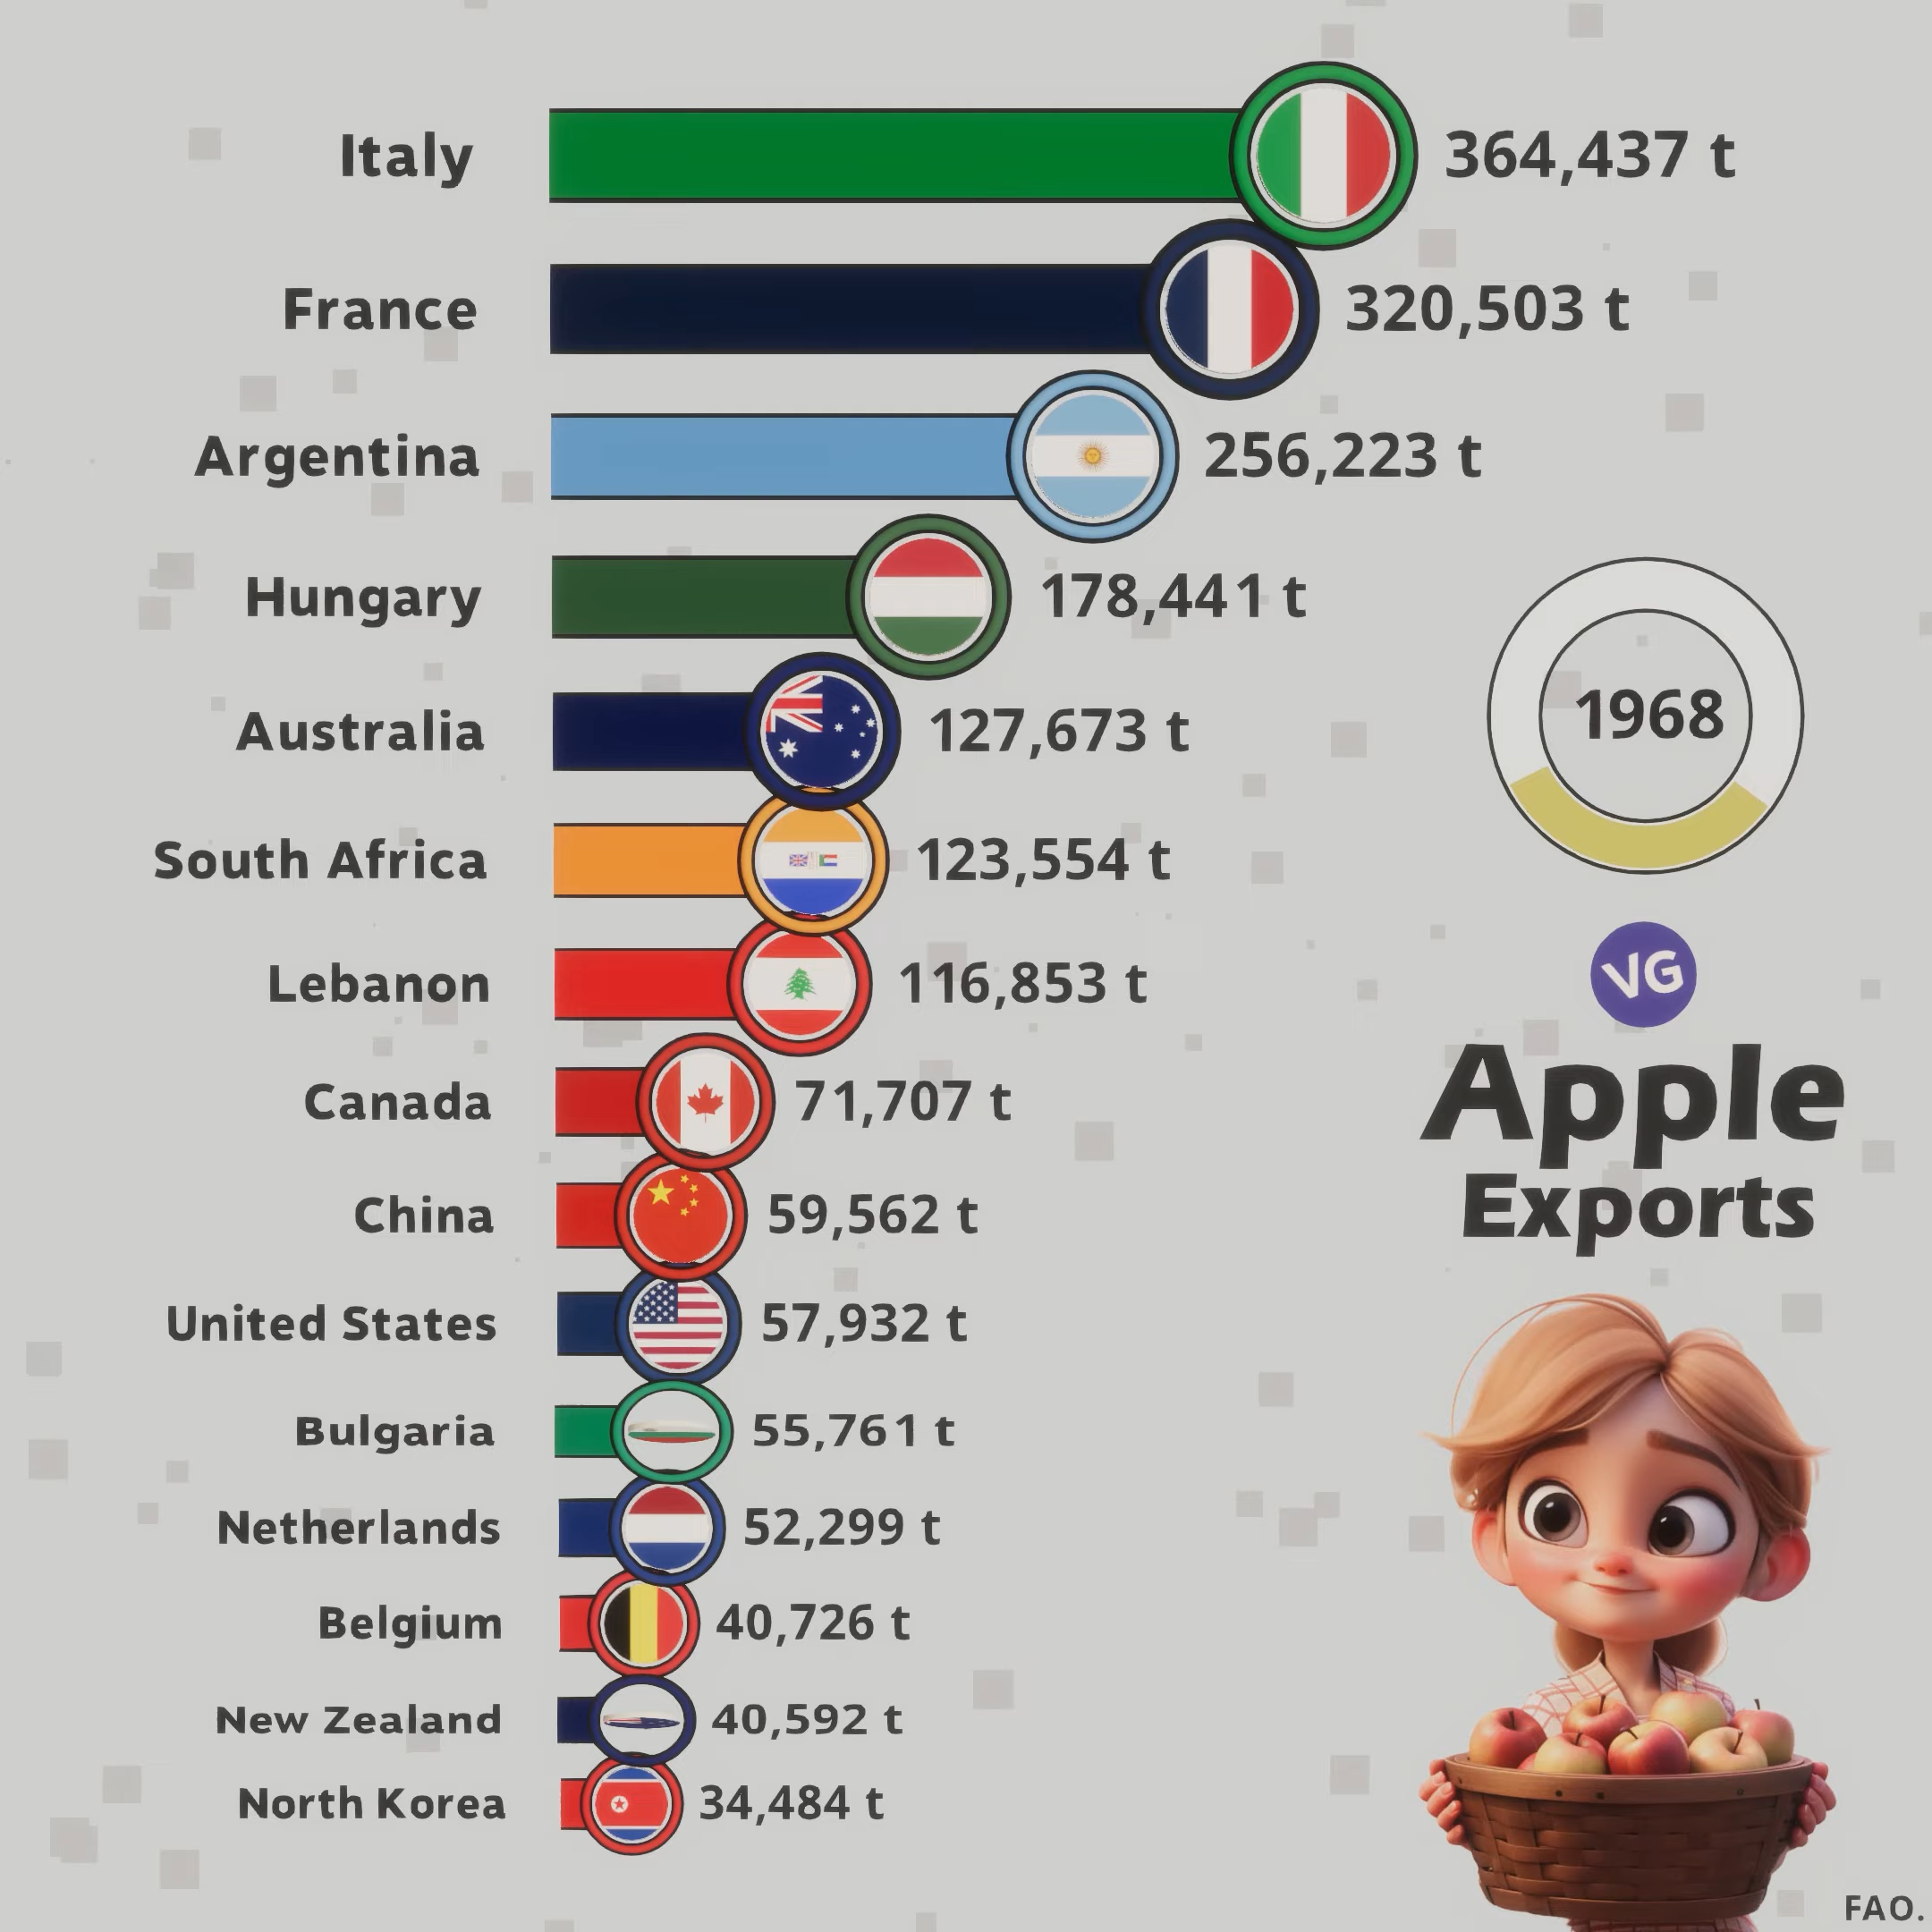 Italy 364,437 t
France 320,503 t
Argentina 256,223 t
Hungary 178,441 t
Australia 127,673 t
South Africa 123,554 t
Lebanon 116,853 t
Canada 71,707 t
China 59,562 t
United States 57,932 t
Bulgaria 55,761 t
Netherlands 52,299 t
Belgium 40,726 t
New Zealand 40,592 t
North Korea 34,484 t
1968
VG
Apple
Exports
FAO.